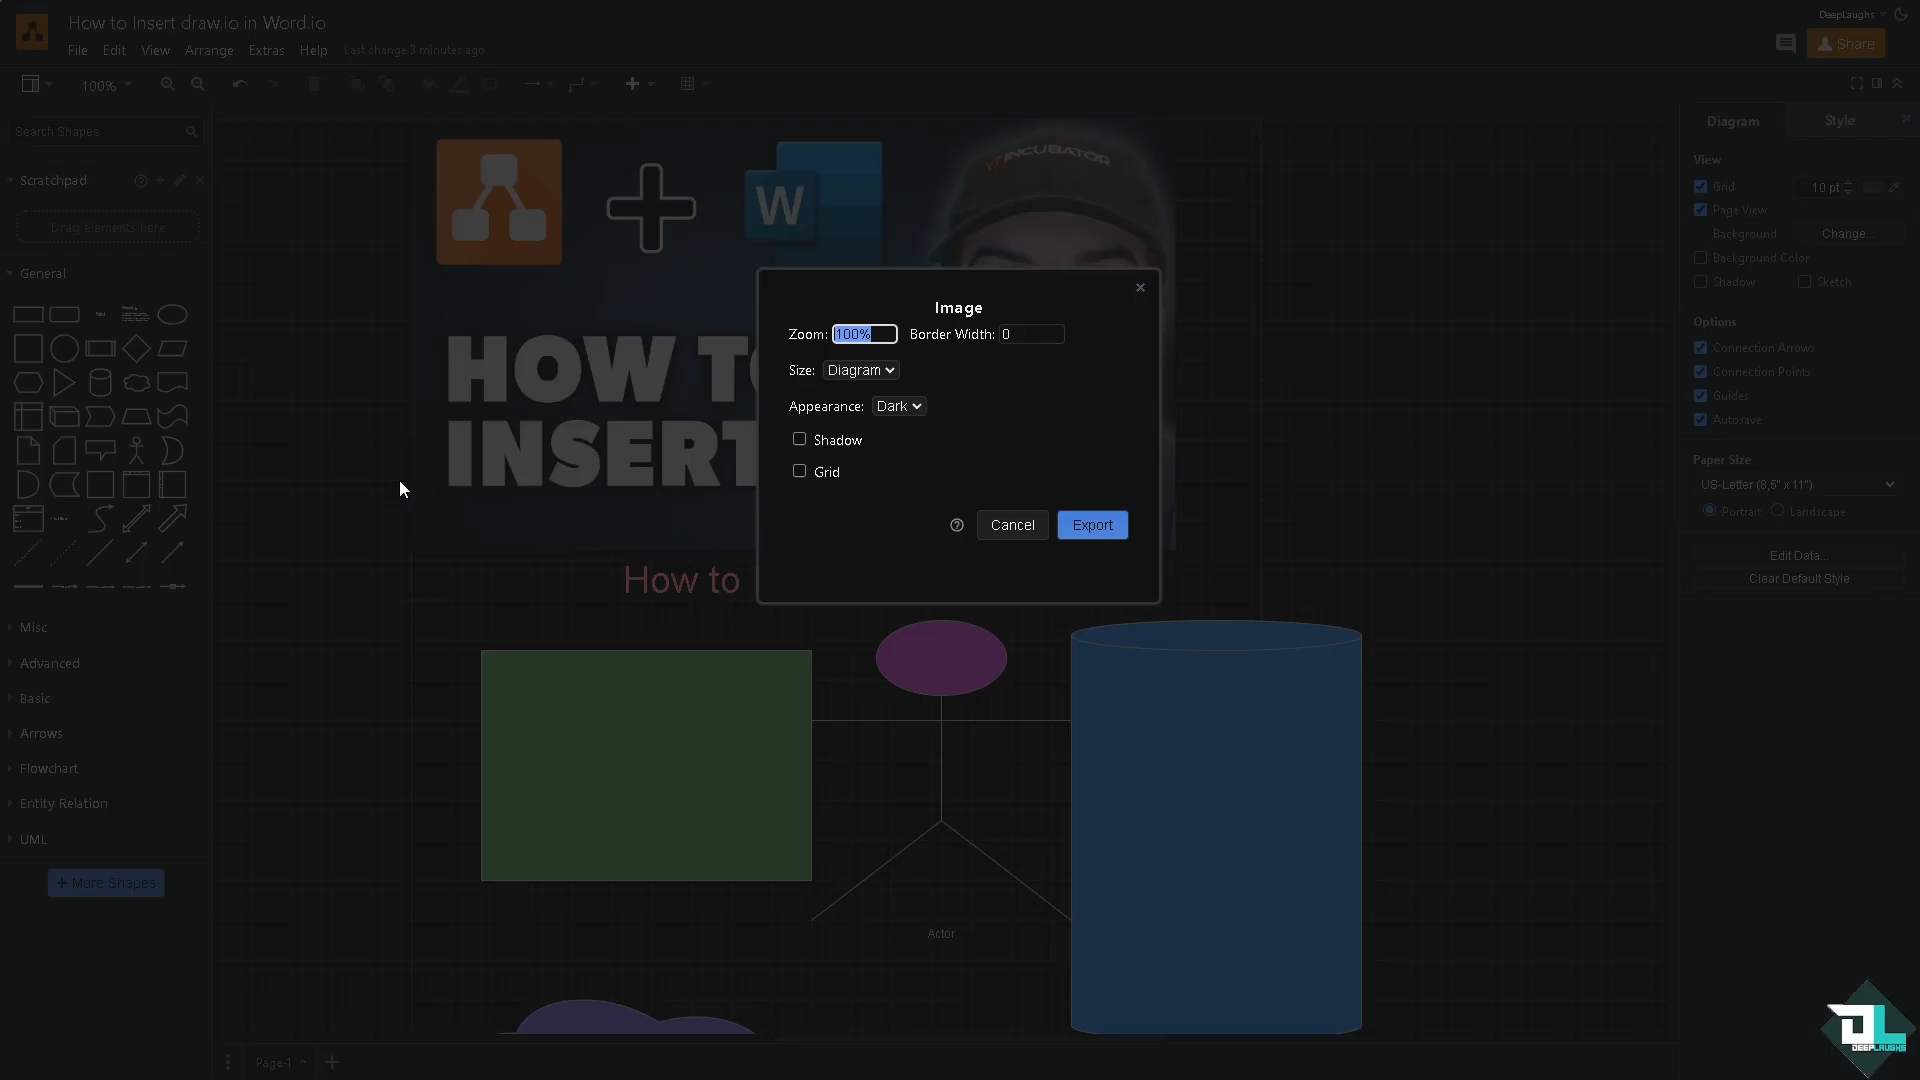 How to Insert draw.io in Word.io
DeepLaughs
File Edit View Arrange Extras Help Last change 3 minutes ago
Share
100%
Search Shapes
Scratchpad
Drag elements here
General
Text
Misc
Advanced
Basic
Arrows
Flowchart
Entity Relation
UML
+ More Shapes
W
YT INCUBATOR
HOW TO
INSERT
How to
Actor
Image
Zoom: 100% Border Width: 0
Size: Diagram
Appearance: Dark
Shadow
Grid
Cancel Export
Diagram Style
View
Grid 10 pt
Page View
Background Change...
Background Color
Shadow Sketch
Options
Connection Arrows
Connection Points
Guides
Autosave
Paper Size
US-Letter (8,5" x 11")
Portrait Landscape
Edit Data...
Clear Default Style
Page-1
DL
DEEPLAUGHS